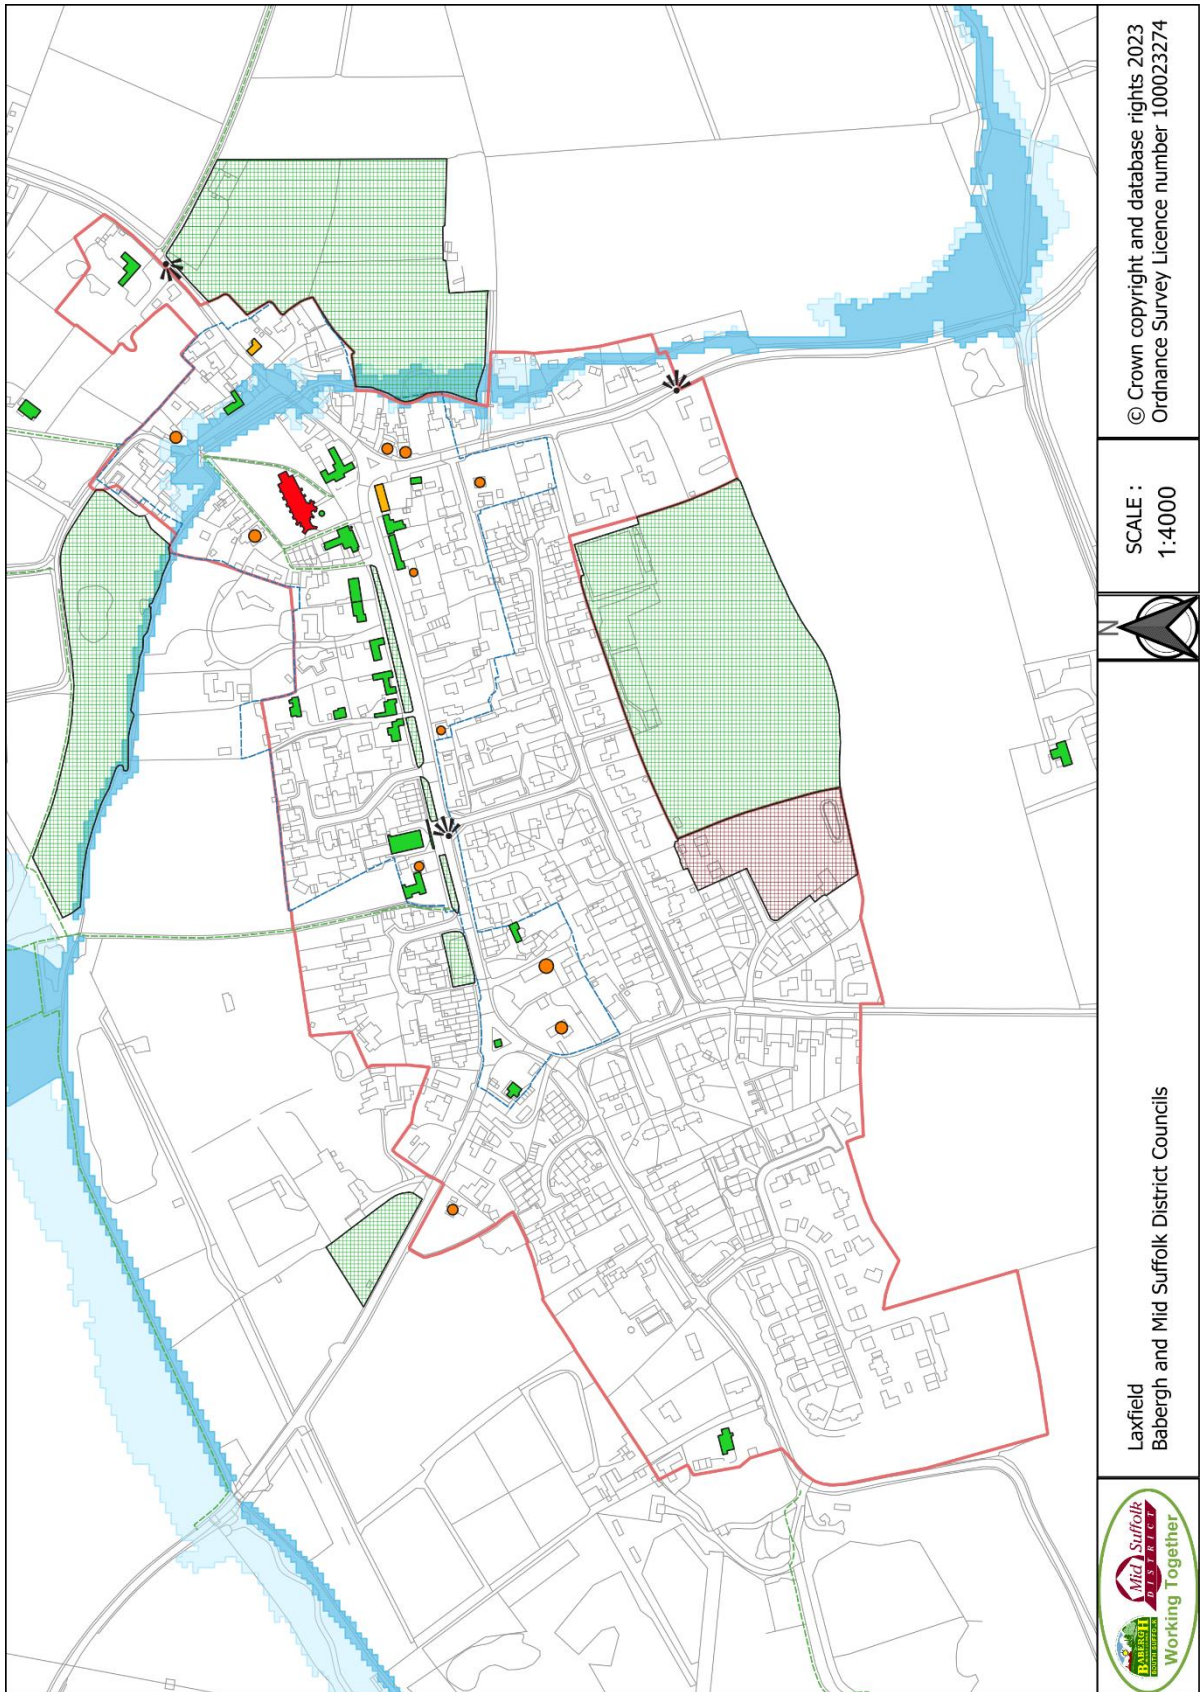 Laxfield
Babergh and Mid Suffolk District Councils
N
SCALE :
1:4000
© Crown copyright and database rights 2023
Ordnance Survey Licence number 100023274
BABERGH
SOUTH SUFFOLK
Mid Suffolk
DISTRICT
Working Together